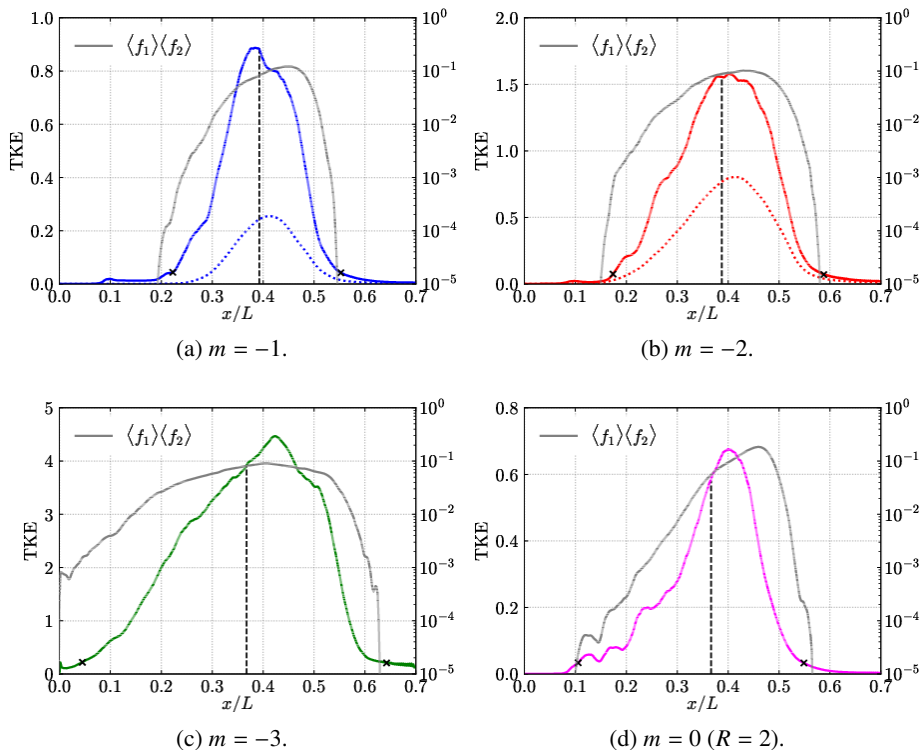 1.0
0.8
0.6
0.4
0.2
0.0
TKE
⟨f₁⟩⟨f₂⟩
10⁰
10⁻¹
10⁻²
10⁻³
10⁻⁴
10⁻⁵
0.0 0.1 0.2 0.3 0.4 0.5 0.6 0.7
x/L
(a) m = −1.
2.0
1.5
1.0
0.5
0.0
TKE
⟨f₁⟩⟨f₂⟩
10⁰
10⁻¹
10⁻²
10⁻³
10⁻⁴
10⁻⁵
0.0 0.1 0.2 0.3 0.4 0.5 0.6 0.7
x/L
(b) m = −2.
5
4
3
2
1
0
TKE
⟨f₁⟩⟨f₂⟩
10⁰
10⁻¹
10⁻²
10⁻³
10⁻⁴
10⁻⁵
0.0 0.1 0.2 0.3 0.4 0.5 0.6 0.7
x/L
(c) m = −3.
0.8
0.6
0.4
0.2
0.0
TKE
⟨f₁⟩⟨f₂⟩
10⁰
10⁻¹
10⁻²
10⁻³
10⁻⁴
10⁻⁵
0.0 0.1 0.2 0.3 0.4 0.5 0.6 0.7
x/L
(d) m = 0 (R = 2).